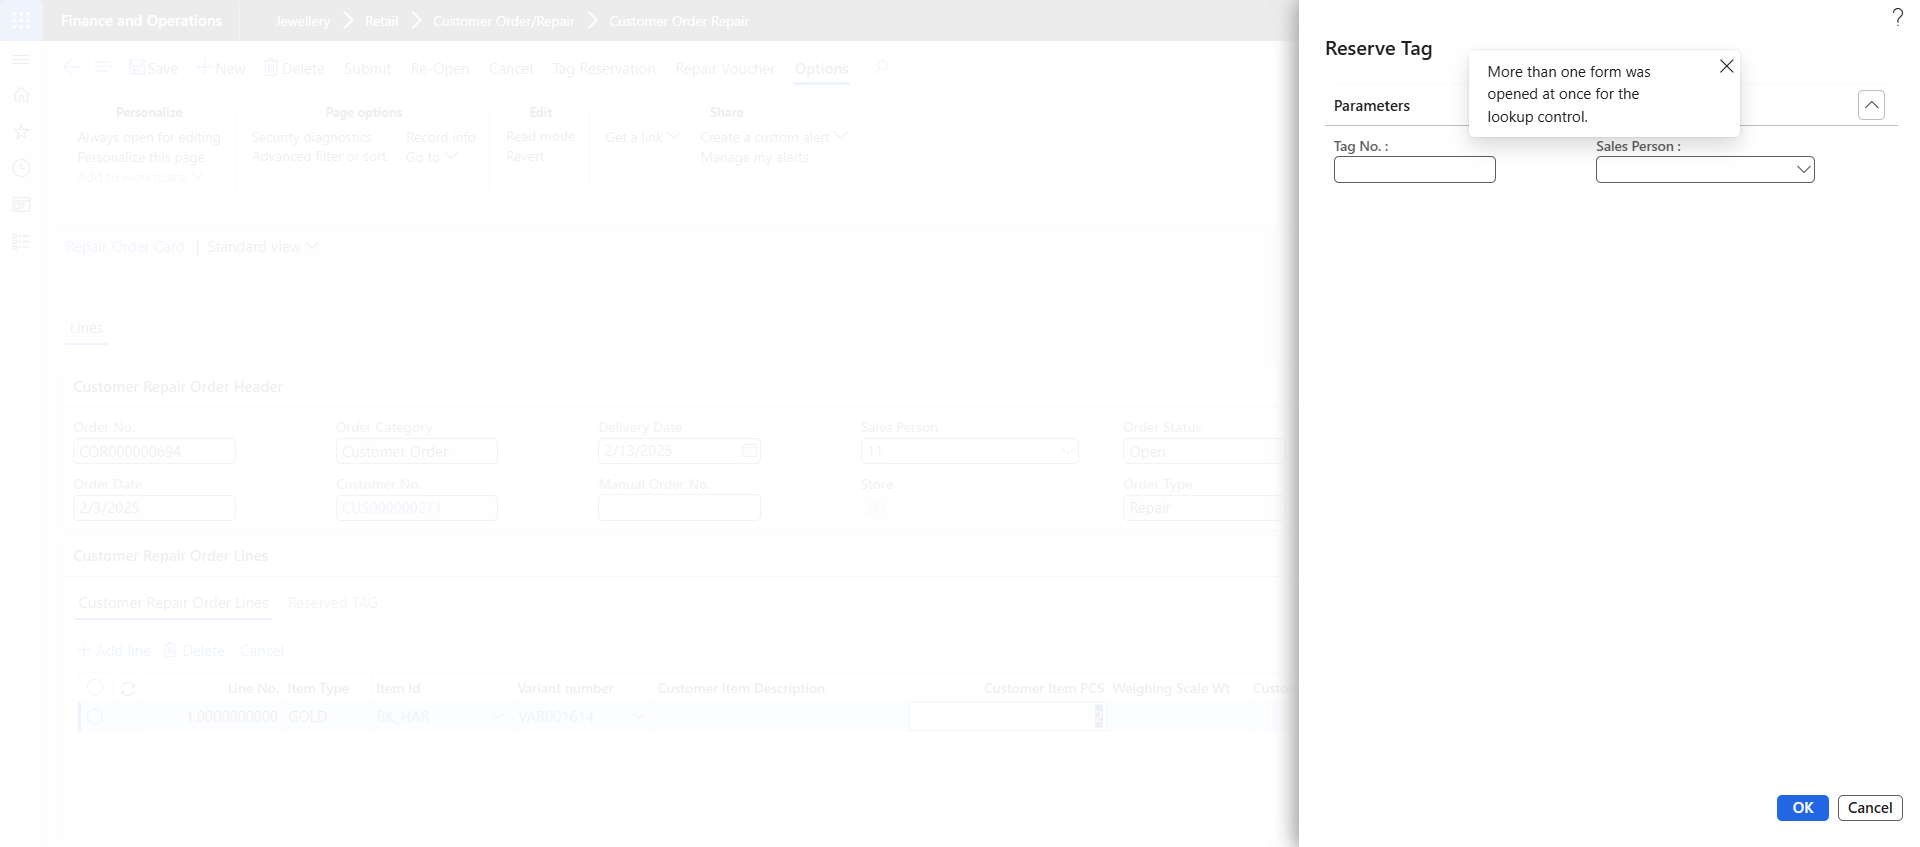 Finance and Operations
Jewellery
Retail
Customer Order/Repair
Customer Order Repair
?
Save
New
Delete
Submit
Re-Open
Cancel
Tag Reservation
Repair Voucher
Options
Personalize
Always open for editing
Personalize this page
Add to workspace
Page options
Security diagnostics
Advanced filter or sort
Record info
Go to
Edit
Read mode
Revert
Get a link
Share
Create a custom alert
Manage my alerts
Repair Order Card | Standard view
Lines
Customer Repair Order Header
Order No.
COR000000694
Order Category
Customer Order
Delivery Date
2/13/2025
Sales Person
11
Order Status
Open
Order Date
2/3/2025
Customer No.
CUS000000271
Manual Order No.
Store
SG
Order Type
Repair
Customer Repair Order Lines
Customer Repair Order Lines
Reserved TAG
Add line
Delete
Cancel
Line No. Item Type Item Id Variant number Customer Item Description Customer Item PCS Weighing Scale Wt Custon
1.0000000000 GOLD BK_HAR VAR001614 2
Reserve Tag
More than one form was
opened at once for the
lookup control.
Parameters
Tag No. :
Sales Person :
OK
Cancel